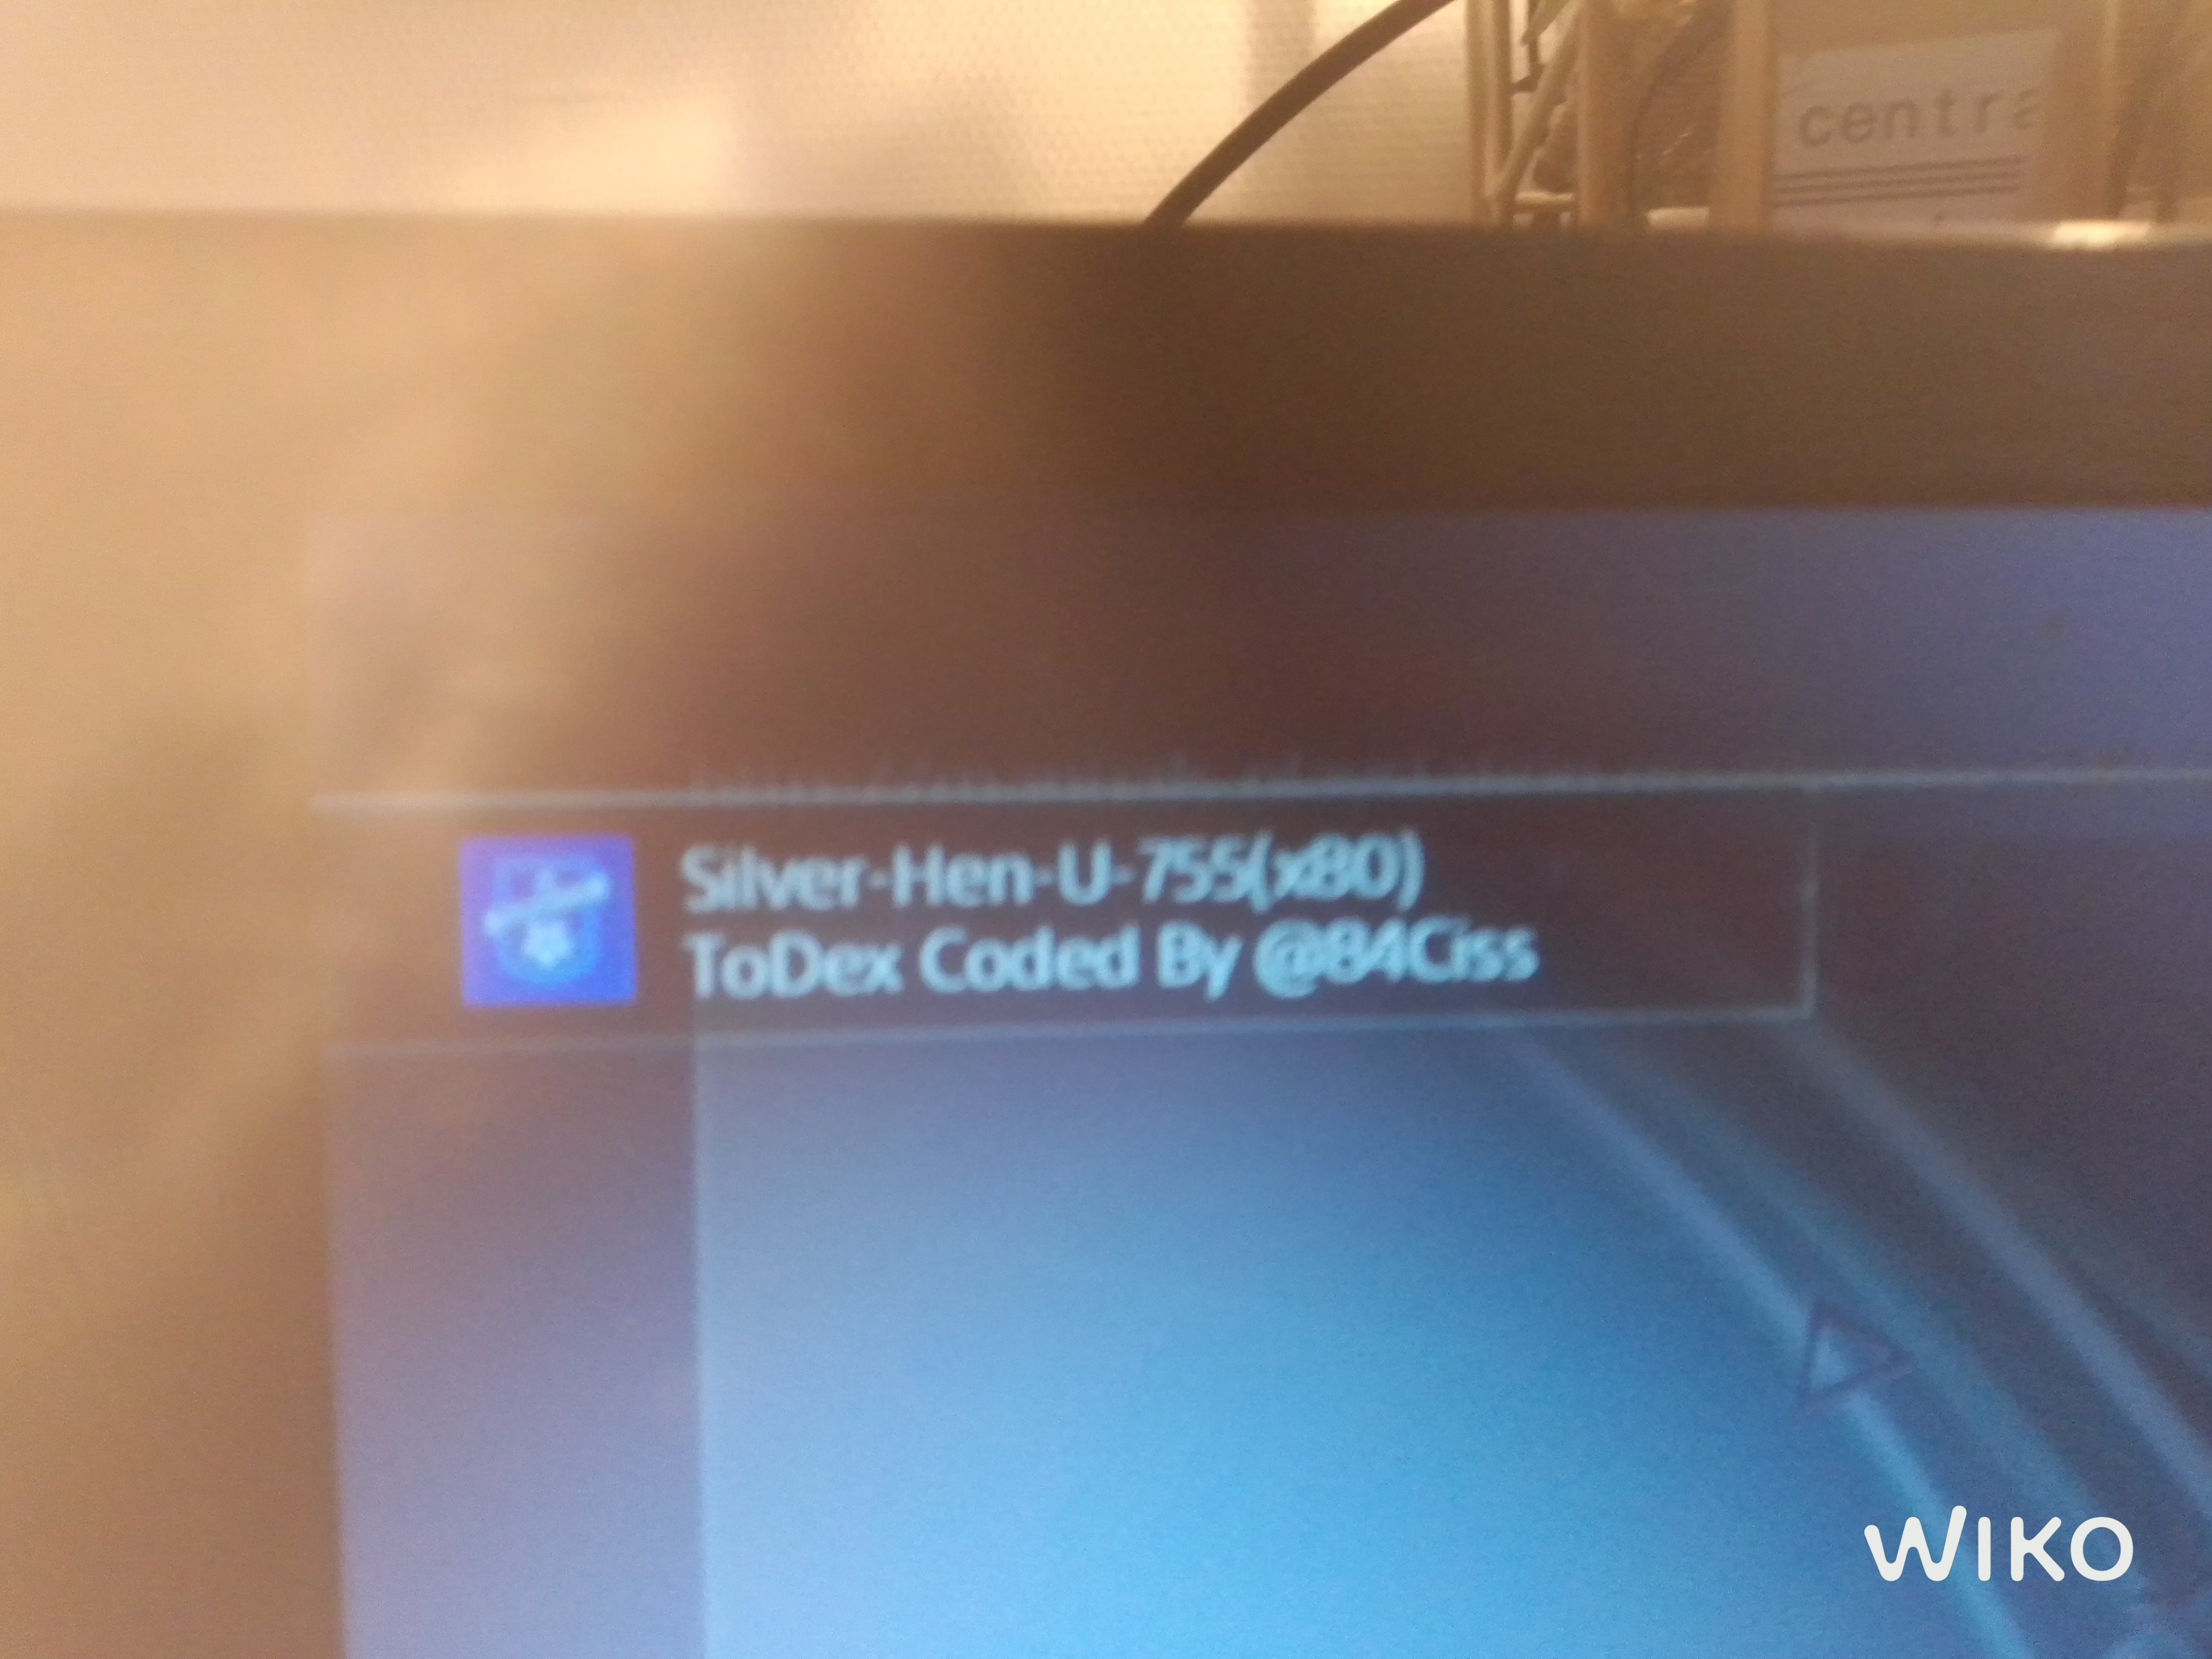 centra
Silver-Hen-U-755(x80)
ToDex Coded By @84Ciss
WIKO